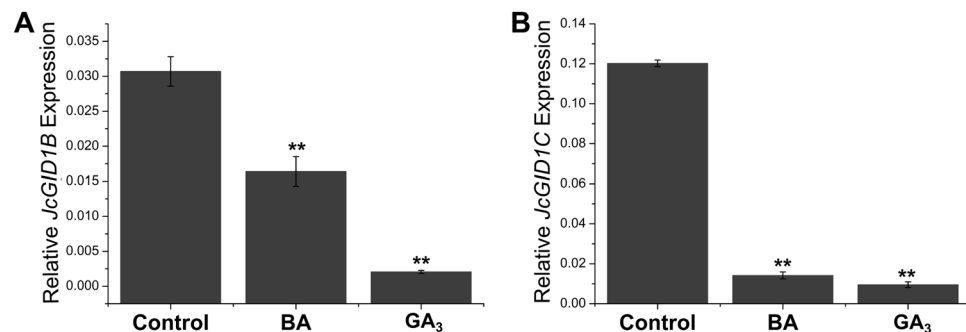 A
Relative JcGID1B Expression
0.035
0.030
0.025
0.020
0.015
0.010
0.005
0.000
**
**
Control
BA
GA₃
B
Relative JcGID1C Expression
0.14
0.12
0.10
0.08
0.06
0.04
0.02
0.00
**
**
Control
BA
GA₃